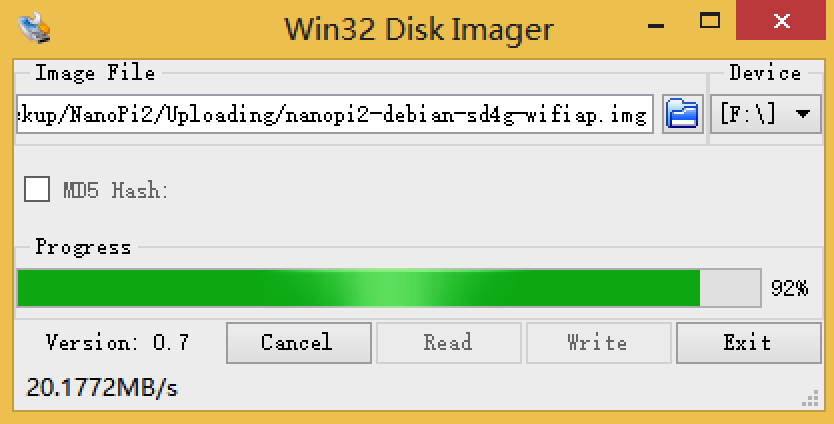 Win32 Disk Imager
Image File
Device
kup/NanoPi2/Uploading/nanopi2-debian-sd4g-wifiap.img
[F:\]
MD5 Hash:
Progress
92%
Version: 0.7
Cancel
Read
Write
Exit
20.1772MB/s